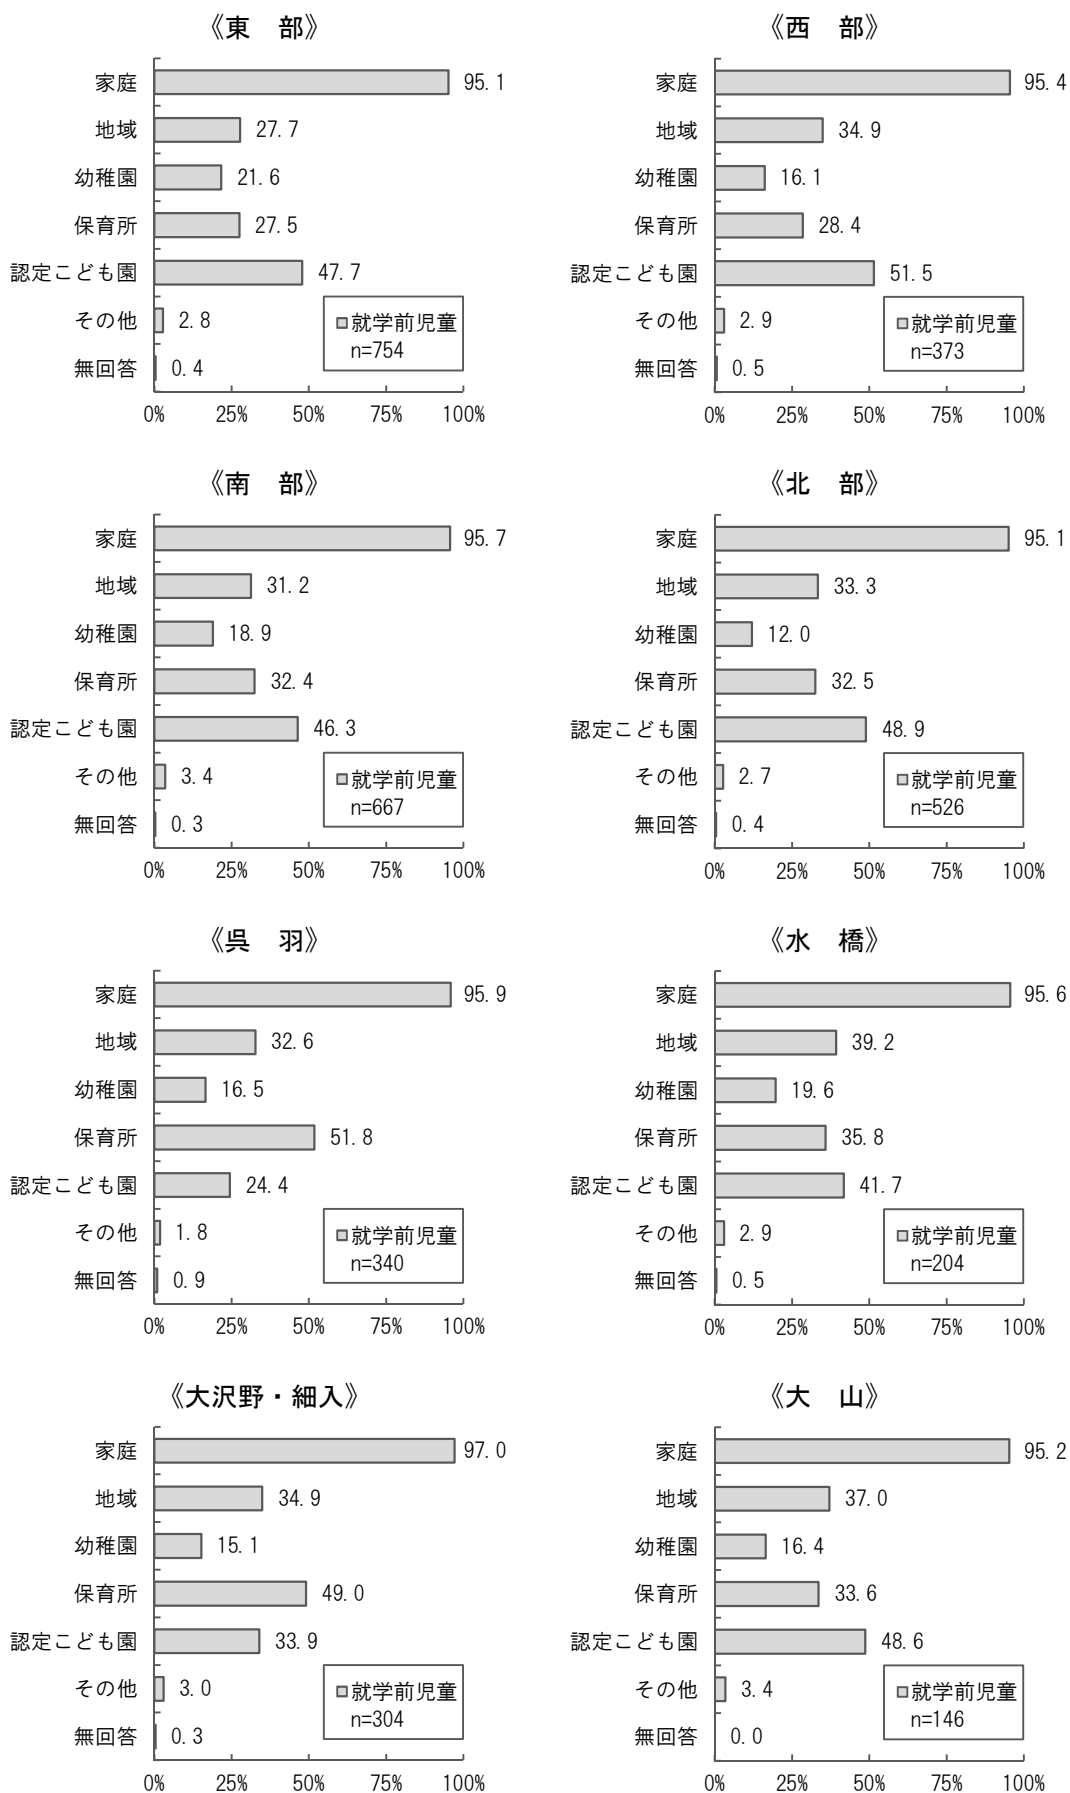 《東　部》
家庭 95.1
地域 27.7
幼稚園 21.6
保育所 27.5
認定こども園 47.7
その他 2.8
無回答 0.4
就学前児童
n=754
0% 25% 50% 75% 100%
《西　部》
家庭 95.4
地域 34.9
幼稚園 16.1
保育所 28.4
認定こども園 51.5
その他 2.9
無回答 0.5
就学前児童
n=373
0% 25% 50% 75% 100%
《南　部》
家庭 95.7
地域 31.2
幼稚園 18.9
保育所 32.4
認定こども園 46.3
その他 3.4
無回答 0.3
就学前児童
n=667
0% 25% 50% 75% 100%
《北　部》
家庭 95.1
地域 33.3
幼稚園 12.0
保育所 32.5
認定こども園 48.9
その他 2.7
無回答 0.4
就学前児童
n=526
0% 25% 50% 75% 100%
《呉　羽》
家庭 95.9
地域 32.6
幼稚園 16.5
保育所 51.8
認定こども園 24.4
その他 1.8
無回答 0.9
就学前児童
n=340
0% 25% 50% 75% 100%
《水　橋》
家庭 95.6
地域 39.2
幼稚園 19.6
保育所 35.8
認定こども園 41.7
その他 2.9
無回答 0.5
就学前児童
n=204
0% 25% 50% 75% 100%
《大沢野・細入》
家庭 97.0
地域 34.9
幼稚園 15.1
保育所 49.0
認定こども園 33.9
その他 3.0
無回答 0.3
就学前児童
n=304
0% 25% 50% 75% 100%
《大　山》
家庭 95.2
地域 37.0
幼稚園 16.4
保育所 33.6
認定こども園 48.6
その他 3.4
無回答 0.0
就学前児童
n=146
0% 25% 50% 75% 100%